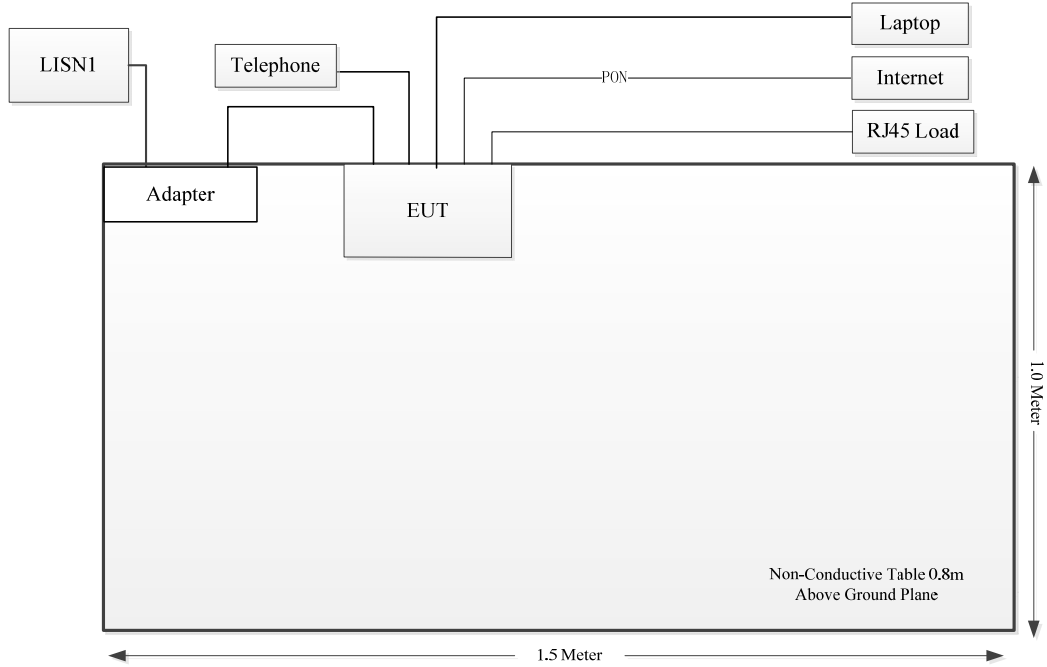 Laptop
LISN1
Telephone
PON
Internet
RJ45 Load
Adapter
EUT
1.0 Meter
Non-Conductive Table 0.8m
Above Ground Plane
1.5 Meter